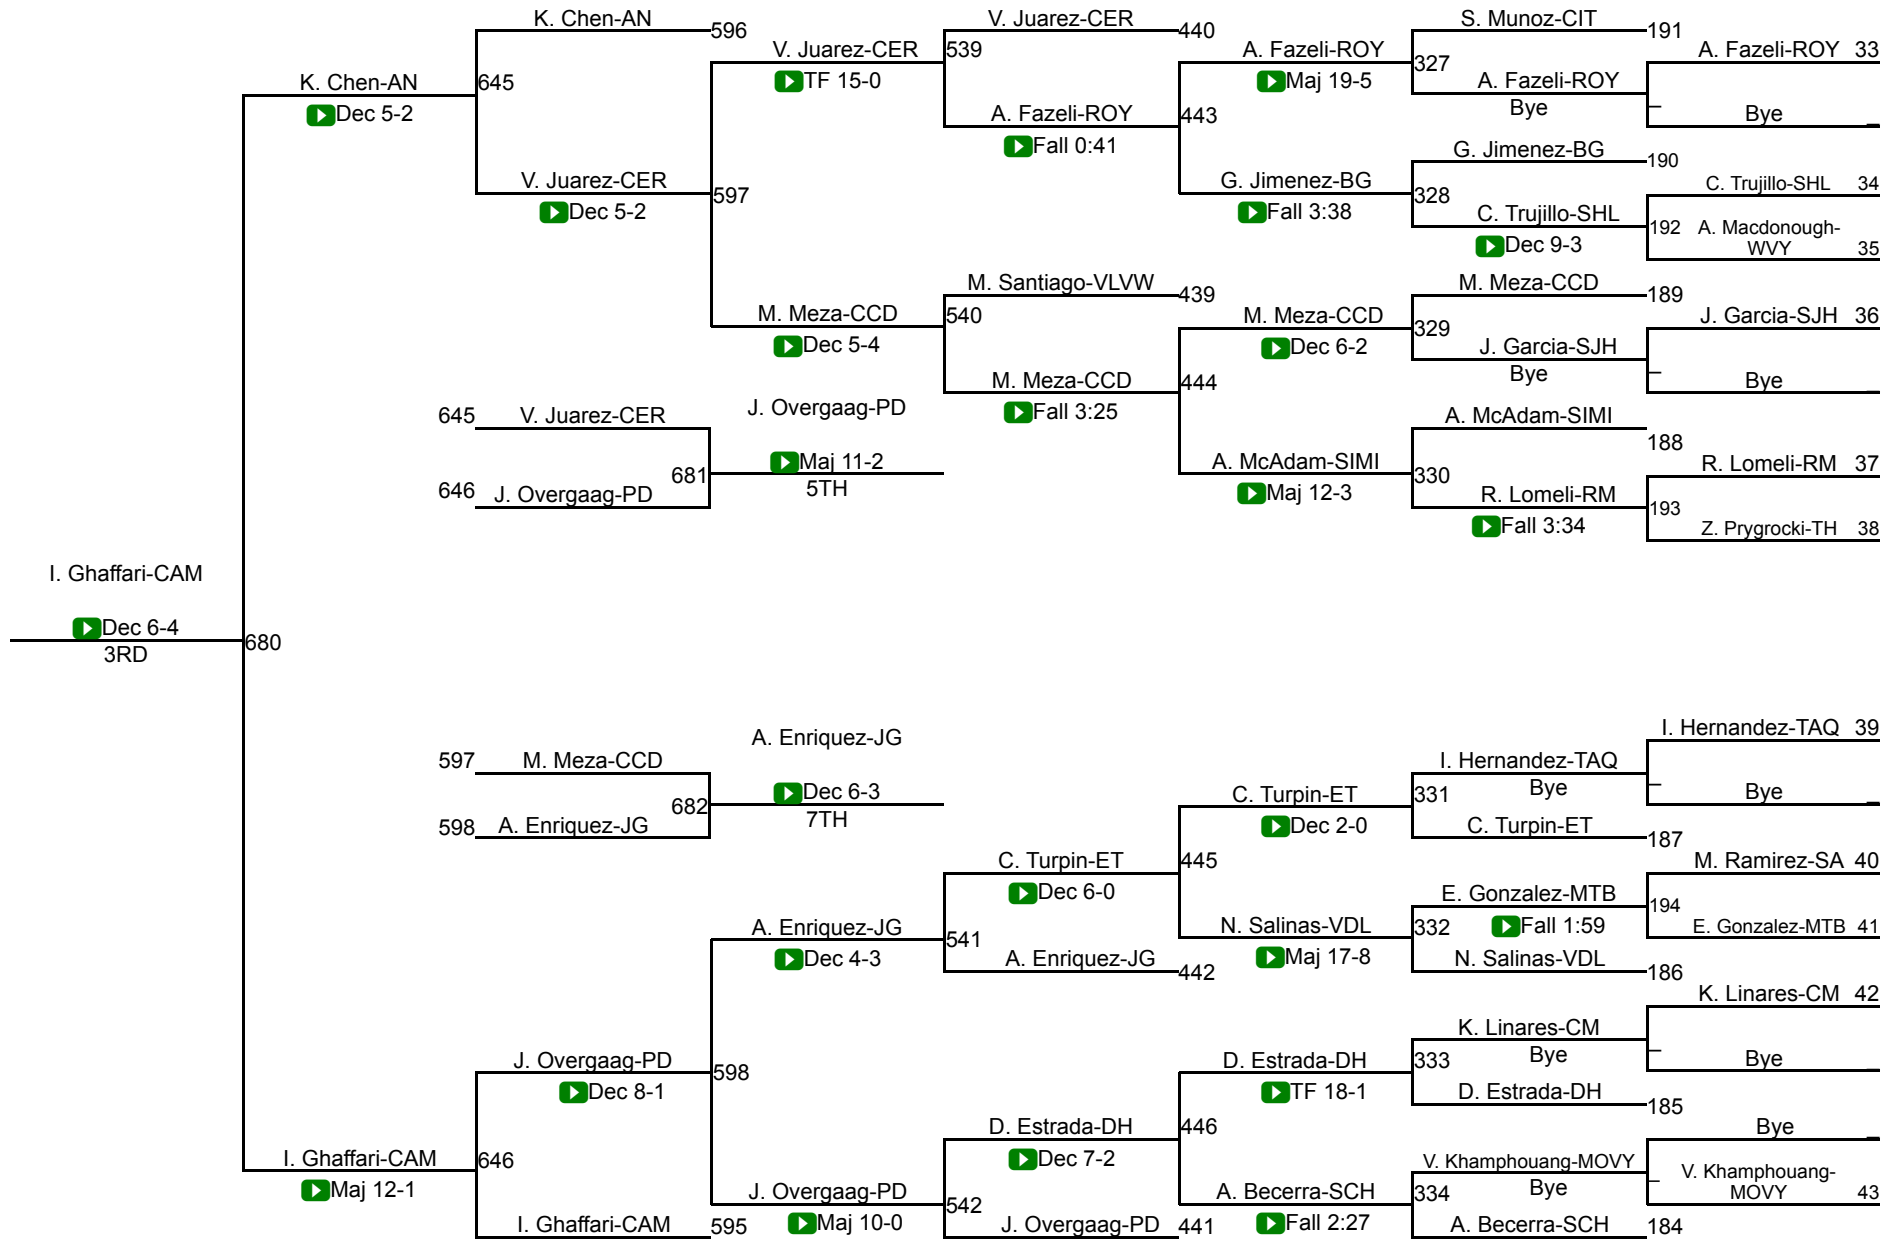 K. Chen-AN
596
V. Juarez-CER
440
S. Munoz-CIT
191
V. Juarez-CER
539
A. Fazeli-ROY
327
A. Fazeli-ROY 33
K. Chen-AN
645
TF 15-0
Maj 19-5
A. Fazeli-ROY
Bye
Dec 5-2
A. Fazeli-ROY
443
Bye
Fall 0:41
G. Jimenez-BG
190
V. Juarez-CER
597
G. Jimenez-BG
328
C. Trujillo-SHL 34
Dec 5-2
Fall 3:38
C. Trujillo-SHL
192
A. Macdonough-
WVY 35
Dec 9-3
M. Santiago-VLVW
439
M. Meza-CCD
189
M. Meza-CCD
540
M. Meza-CCD
329
J. Garcia-SJH 36
Dec 5-4
Dec 6-2
J. Garcia-SJH
Bye
M. Meza-CCD
444
Bye
645
V. Juarez-CER
J. Overgaag-PD
Fall 3:25
A. McAdam-SIMI
188
Maj 11-2
A. McAdam-SIMI
R. Lomeli-RM 37
681
5TH
330
646
J. Overgaag-PD
Maj 12-3
R. Lomeli-RM
193
Fall 3:34
Z. Prygrocki-TH 38
I. Ghaffari-CAM
Dec 6-4
3RD
680
597
M. Meza-CCD
A. Enriquez-JG
I. Hernandez-TAQ 39
I. Hernandez-TAQ
Bye
Dec 6-3
682
7TH
C. Turpin-ET
331
Bye
598
A. Enriquez-JG
Dec 2-0
C. Turpin-ET
187
C. Turpin-ET
445
M. Ramirez-SA 40
Dec 6-0
E. Gonzalez-MTB
194
A. Enriquez-JG
541
N. Salinas-VDL
332
Fall 1:59
E. Gonzalez-MTB 41
Dec 4-3
A. Enriquez-JG
442
Maj 17-8
N. Salinas-VDL
186
K. Linares-CM 42
J. Overgaag-PD
598
D. Estrada-DH
333
K. Linares-CM
Bye
Bye
Dec 8-1
TF 18-1
D. Estrada-DH
185
D. Estrada-DH
446
Bye
I. Ghaffari-CAM
646
Dec 7-2
V. Khamphouang-MOVY
V. Khamphouang-
MOVY 43
Maj 12-1
J. Overgaag-PD
542
A. Becerra-SCH
334
Bye
I. Ghaffari-CAM
595
Maj 10-0
J. Overgaag-PD
441
Fall 2:27
A. Becerra-SCH
184